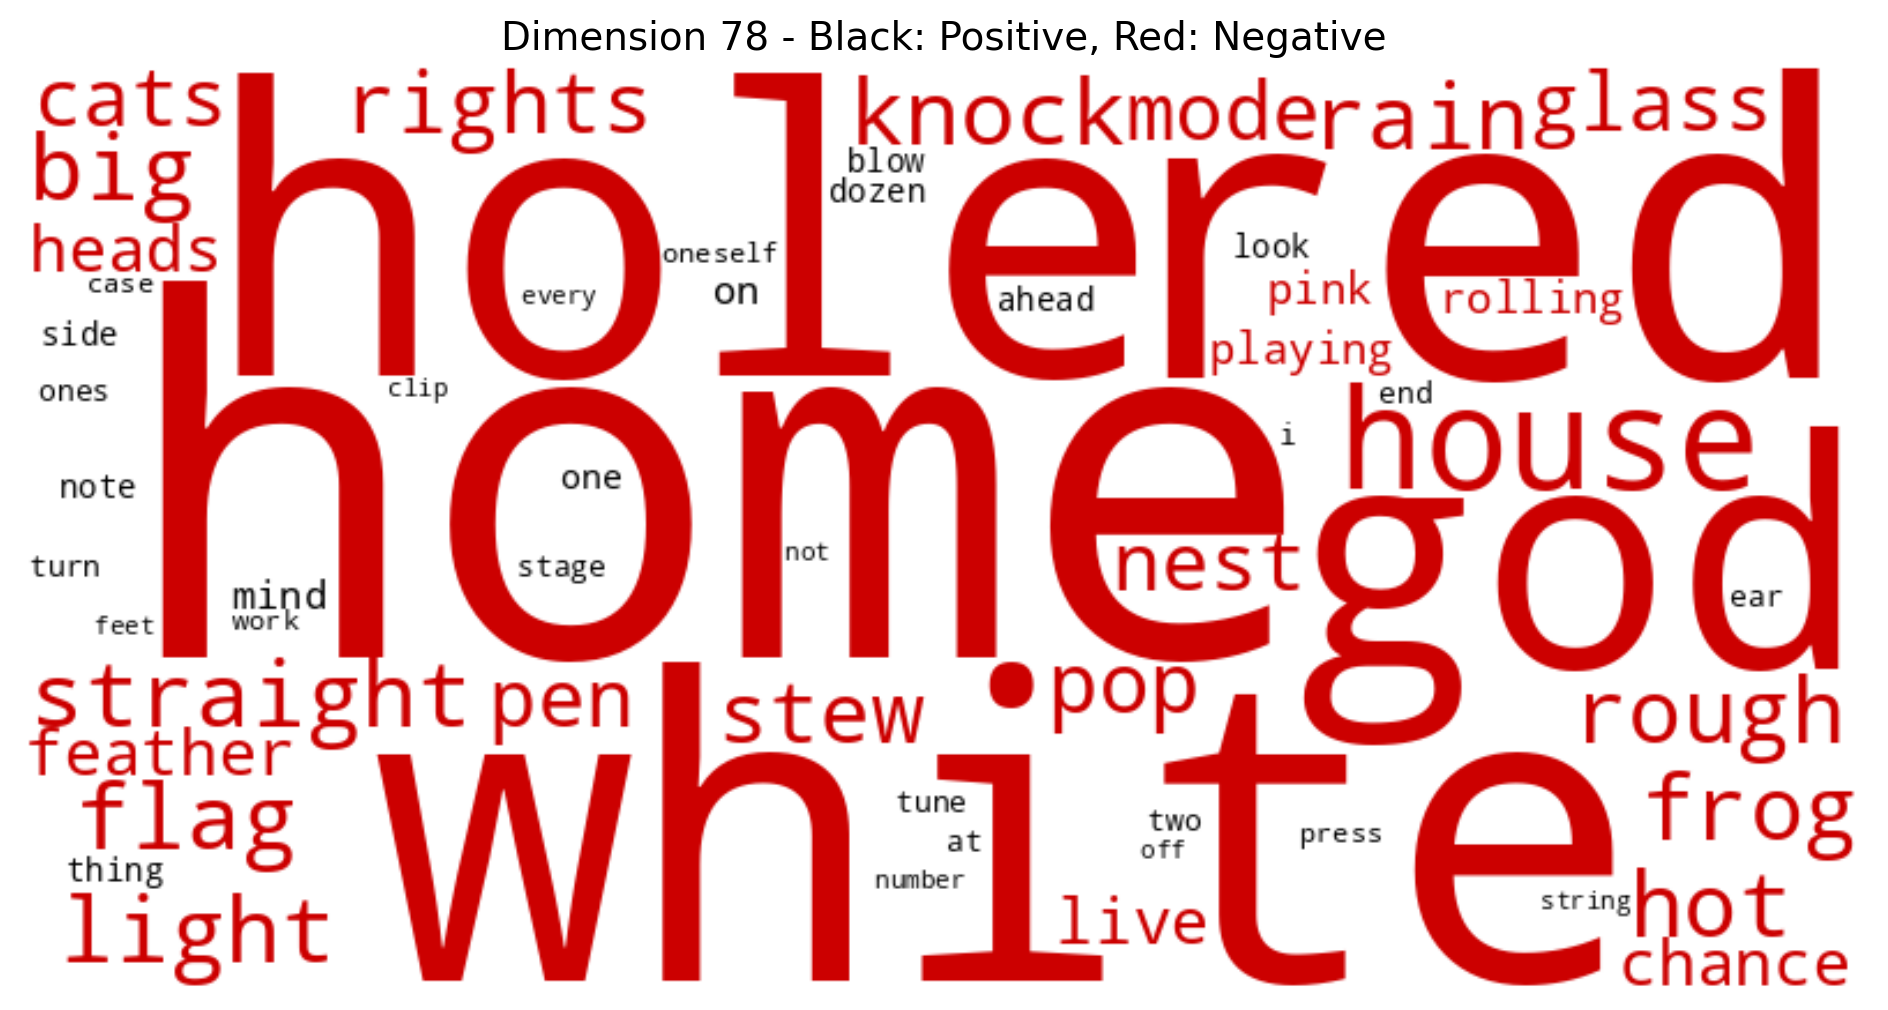 Dimension 78 - Black: Positive, Red: Negative
cats rights knock mode rain glass
big hole red blow
dozen
heads oneself look
case every on ahead pink rolling
side playing
ones clip end
home i house
note one god
turn stage not nest
mind ear
feet work
straight pen stew pop rough
feather white
flag tune two press frog
thing at off
number string hot
light live chance